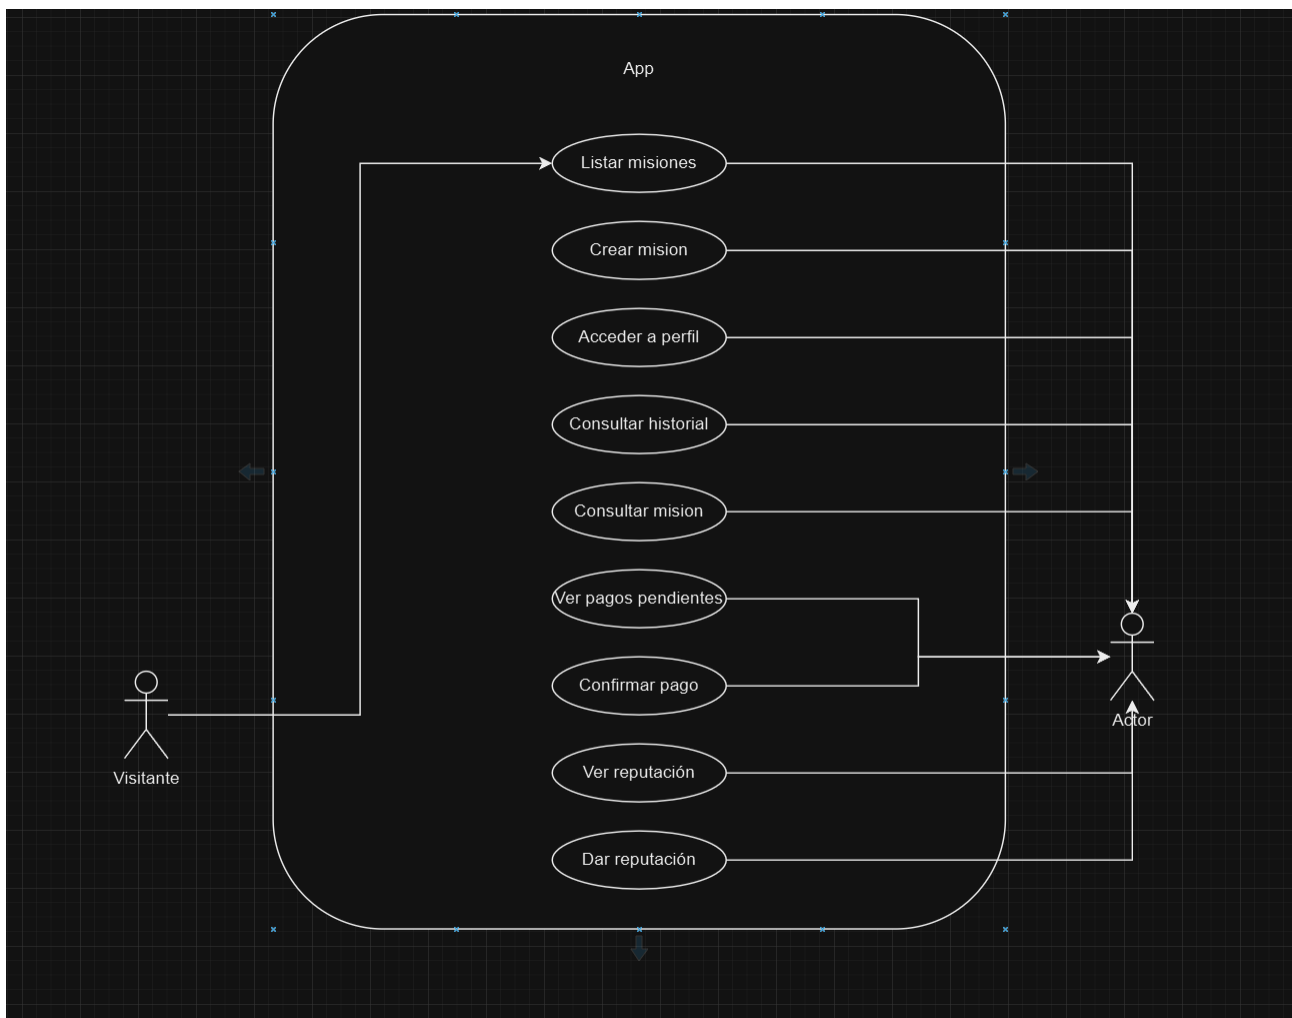 App
Listar misiones
Crear mision
Acceder a perfil
Consultar historial
Consultar mision
Ver pagos pendientes
Confirmar pago
Actor
Ver reputación
Visitante
Dar reputación